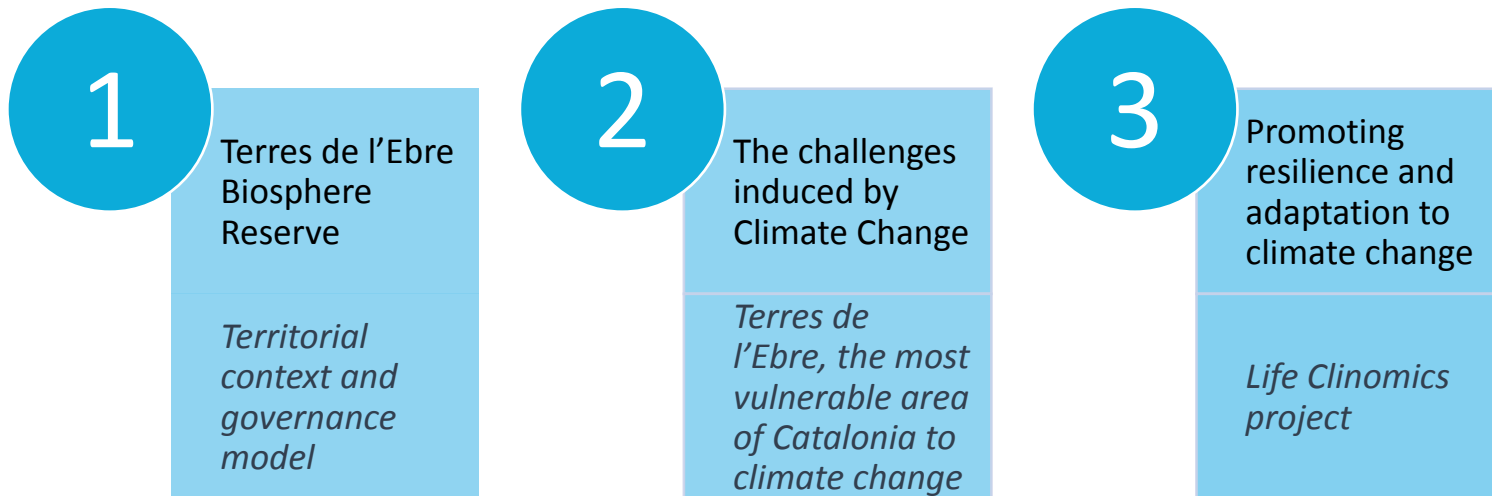 1
Terres de l’Ebre
Biosphere
Reserve
Territorial
context and
governance
model
2
The challenges
induced by
Climate Change
Terres de
l’Ebre, the most
vulnerable area
of Catalonia to
climate change
3
Promoting
resilience and
adaptation to
climate change
Life Clinomics
project